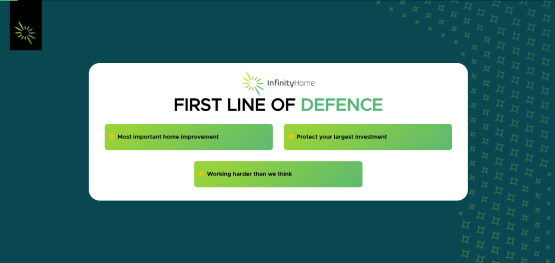 InfinityHome
FIRST LINE OF DEFENCE
Most important home improvement
Protect your largest investment
Working harder than we think